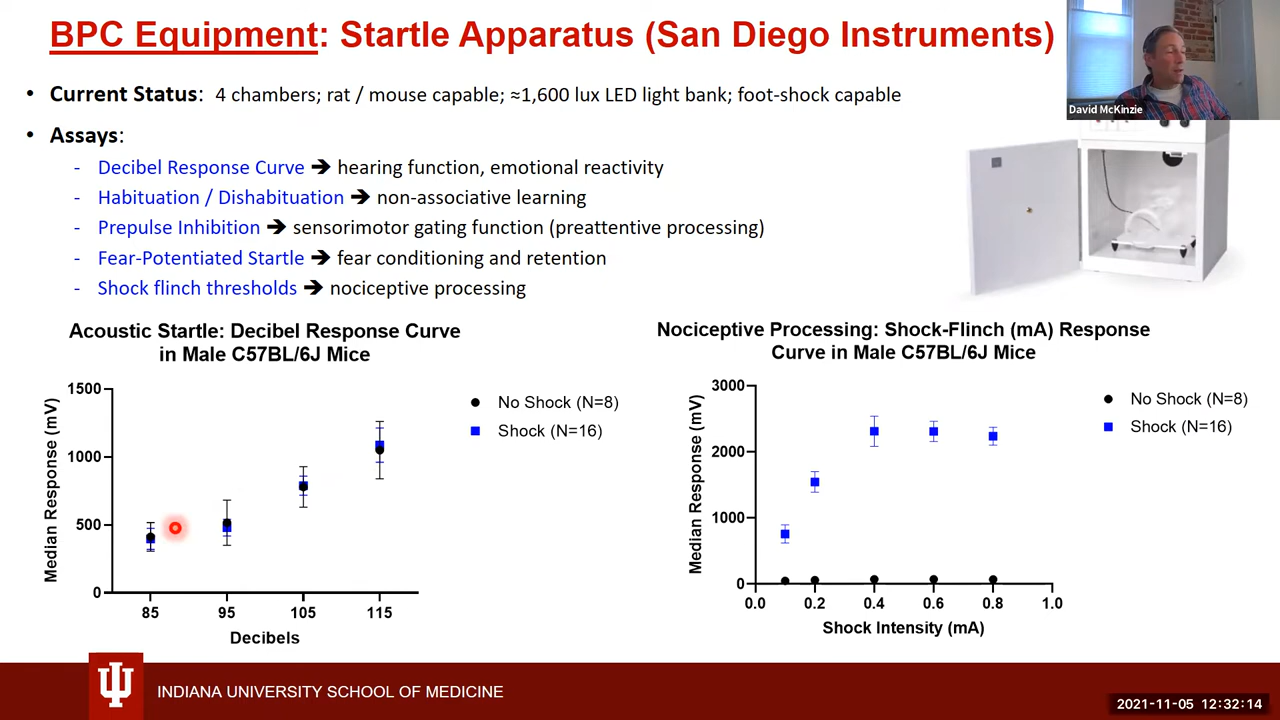 BPC Equipment: Startle Apparatus (San Diego Instruments)
David McKinzie
• Current Status: 4 chambers; rat / mouse capable; ≈1,600 lux LED light bank; foot-shock capable
• Assays:
- Decibel Response Curve ➔ hearing function, emotional reactivity
- Habituation / Dishabituation ➔ non-associative learning
- Prepulse Inhibition ➔ sensorimotor gating function (preattentive processing)
- Fear-Potentiated Startle ➔ fear conditioning and retention
- Shock flinch thresholds ➔ nociceptive processing
Acoustic Startle: Decibel Response Curve
in Male C57BL/6J Mice
Median Response (mV)
1500
1000
500
0
85 95 105 115
Decibels
No Shock (N=8)
Shock (N=16)
Nociceptive Processing: Shock-Flinch (mA) Response
Curve in Male C57BL/6J Mice
Median Response (mV)
3000
2000
1000
0
0.0 0.2 0.4 0.6 0.8 1.0
Shock Intensity (mA)
No Shock (N=8)
Shock (N=16)
INDIANA UNIVERSITY SCHOOL OF MEDICINE
2021-11-05 12:32:14